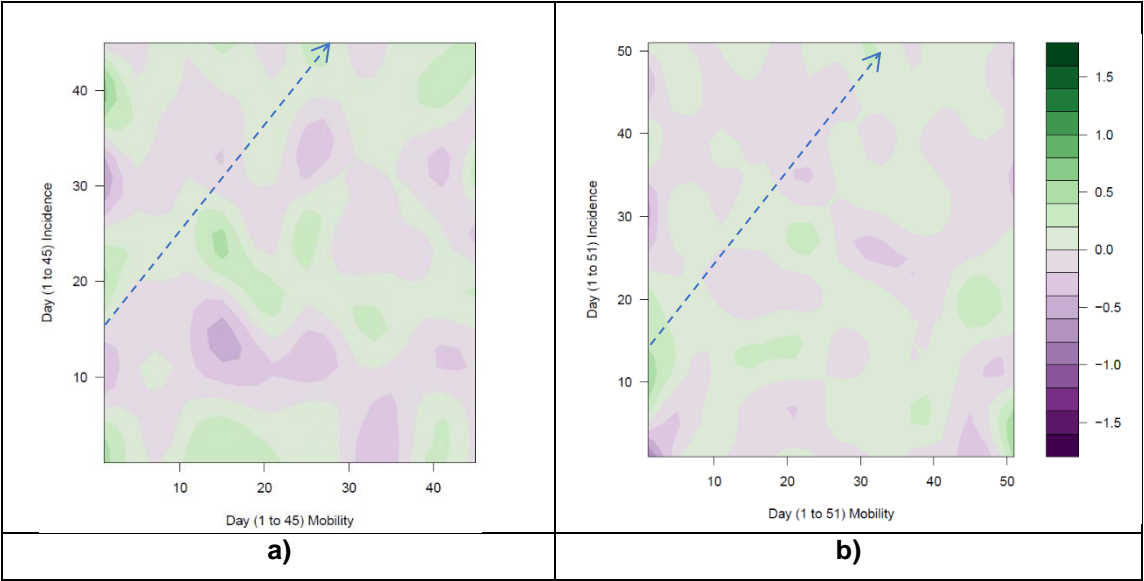 40
30
20
10
Day (1 to 45) Incidence
10 20 30 40
Day (1 to 45) Mobility
a)
50
40
30
20
10
Day (1 to 51) Incidence
10 20 30 40 50
Day (1 to 51) Mobility
1.5
1.0
0.5
0.0
−0.5
−1.0
−1.5
b)